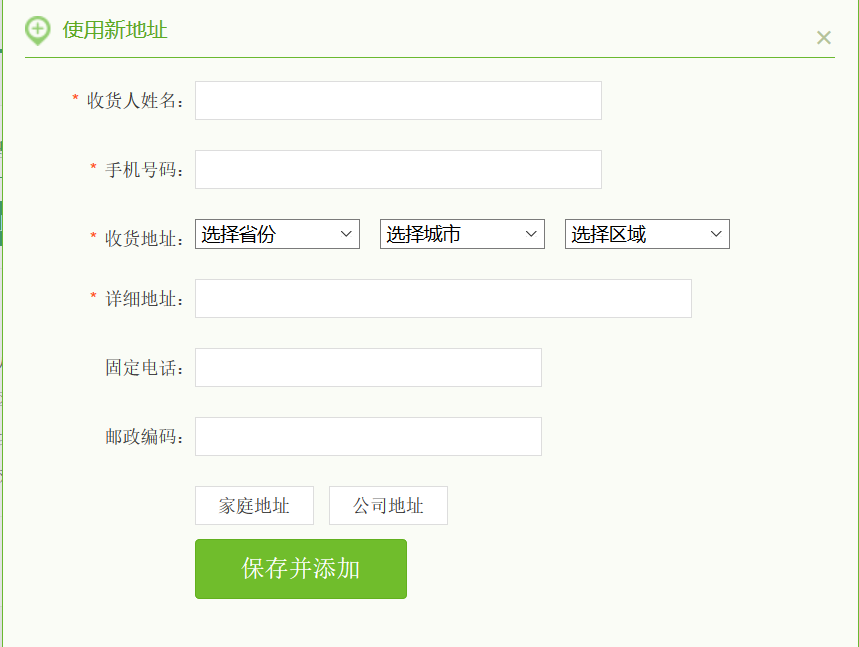 使用新地址
* 收货人姓名：
* 手机号码：
* 收货地址： 选择省份 选择城市 选择区域
* 详细地址：
固定电话：
邮政编码：
家庭地址 公司地址
保存并添加